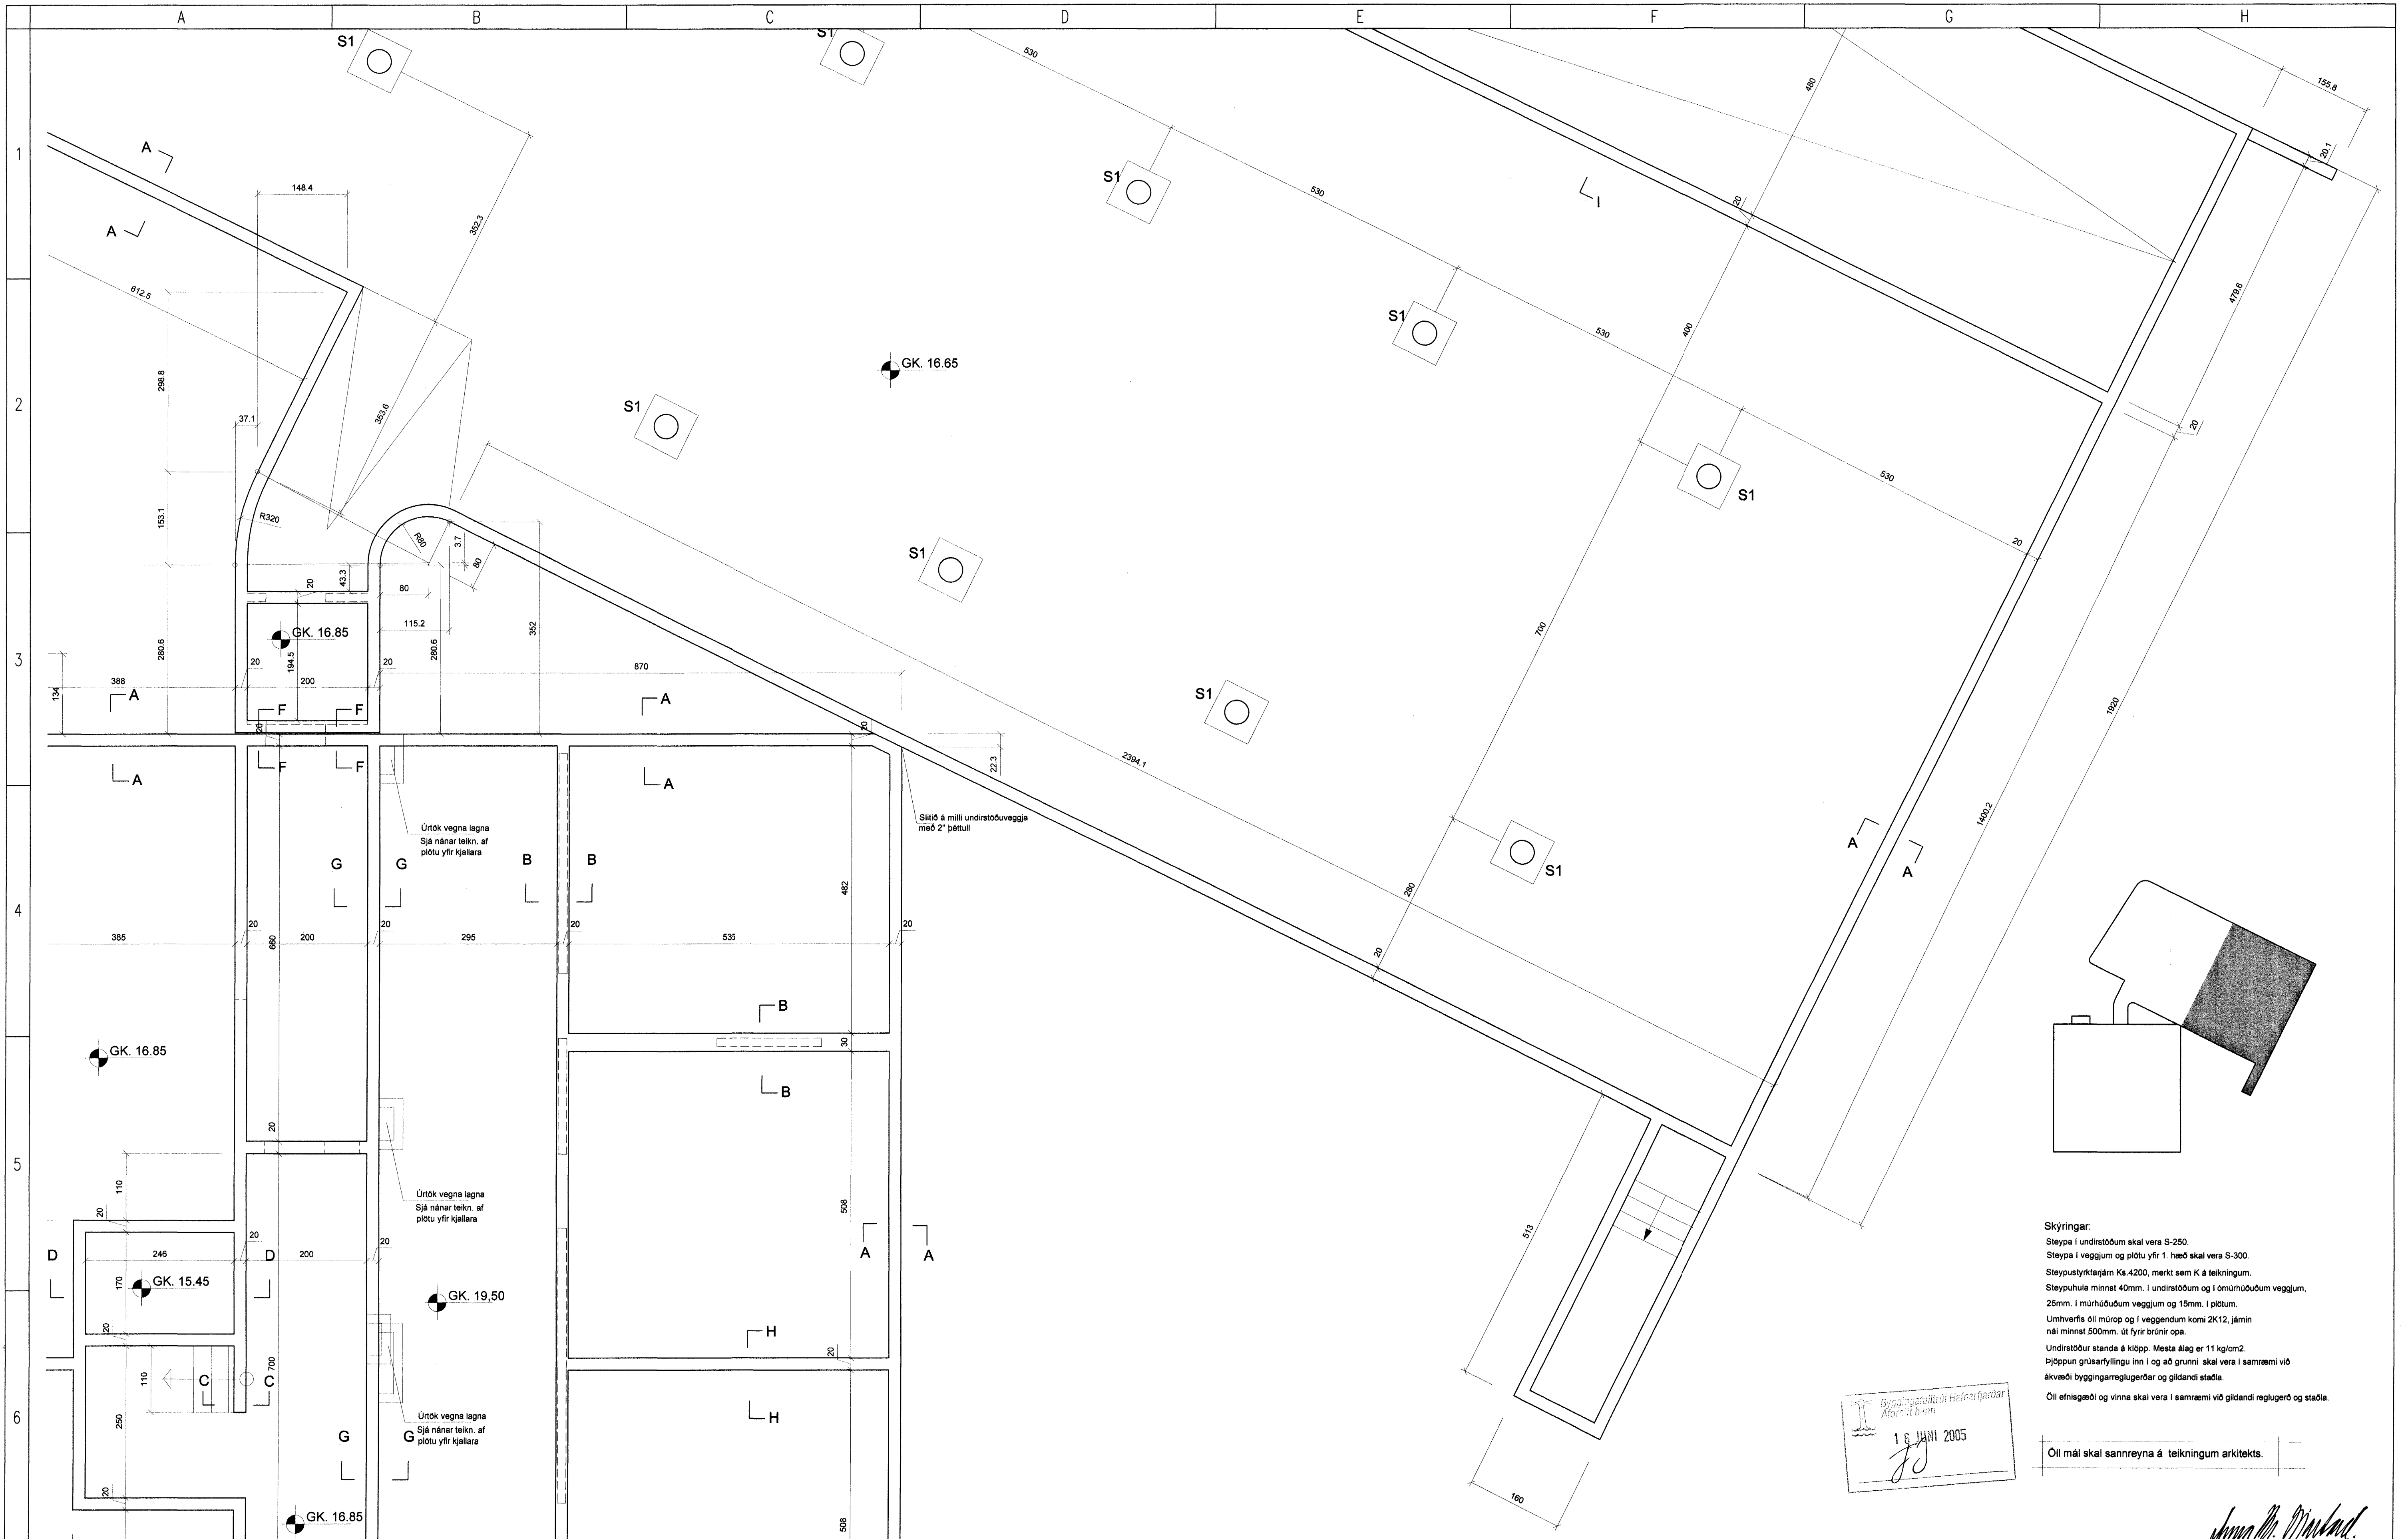 A B C D E F G H
1
2
3
4
5
6
S1
S1
530
480
155.8
20.1
A
A
148.4
352.3
S1
530
20
I
612.5
298.8
37.1
353.6
S1
530
400
479.6
GK. 16.65
S1
S1
530
20
153.1
R320
R80
3.7
80
20
43.3
80
115.2
352
S1
20
GK. 16.85
280.6
194.5
280.6
20
20
388
200
870
134
A
F
F
A
S1
700
1920
20
20
22.3
2394.1
A
F
F
A
Úrtök vegna lagna
Sjá nánar teikn. af
plötu yfir kjallara
Slitið á milli undirstöðuveggja
með 2" þéttull
1400.2
A
A
S1
G
G
B
B
482
280
20
385
20
200
20
295
20
535
20
660
B
30
GK. 16.85
B
20
110
20
Úrtök vegna lagna
Sjá nánar teikn. af
plötu yfir kjallara
508
513
D
246
20
D
200
20
A
A
170
GK. 15.45
GK. 19,50
20
H
20
110
C
C
700
250
H
Úrtök vegna lagna
Sjá nánar teikn. af
plötu yfir kjallara
G
G
20
GK. 16.85
508
160
Skýringar:
Steypa í undirstöðum skal vera S-250.
Steypa í veggjum og plötu yfir 1. hæð skal vera S-300.
Steypustyrktarjárn Ks.4200, merkt sem K á teikningum.
Steypuhula minnst 40mm. í undirstöðum og í ómúrhúðuðum veggjum,
25mm. í múrhúðuðum veggjum og 15mm. í plötum.
Umhverfis öll múrop og í veggendum komi 2K12, járnin
nái minnst 500mm. út fyrir brúnir opa.
Undirstöður standa á klöpp. Mesta álag er 11 kg/cm2.
Þjöppun grúsarfyllingu inn í og að grunni skal vera í samræmi við
ákvæði byggingarreglugerðar og gildandi staðla.
Öll efnisgæði og vinna skal vera í samræmi við gildandi reglugerð og staðla.
Byggingafulltrúi Hafnarfjarðar
16 JÚNÍ 2005
Öll mál skal sannreyna á teikningum arkitekts.